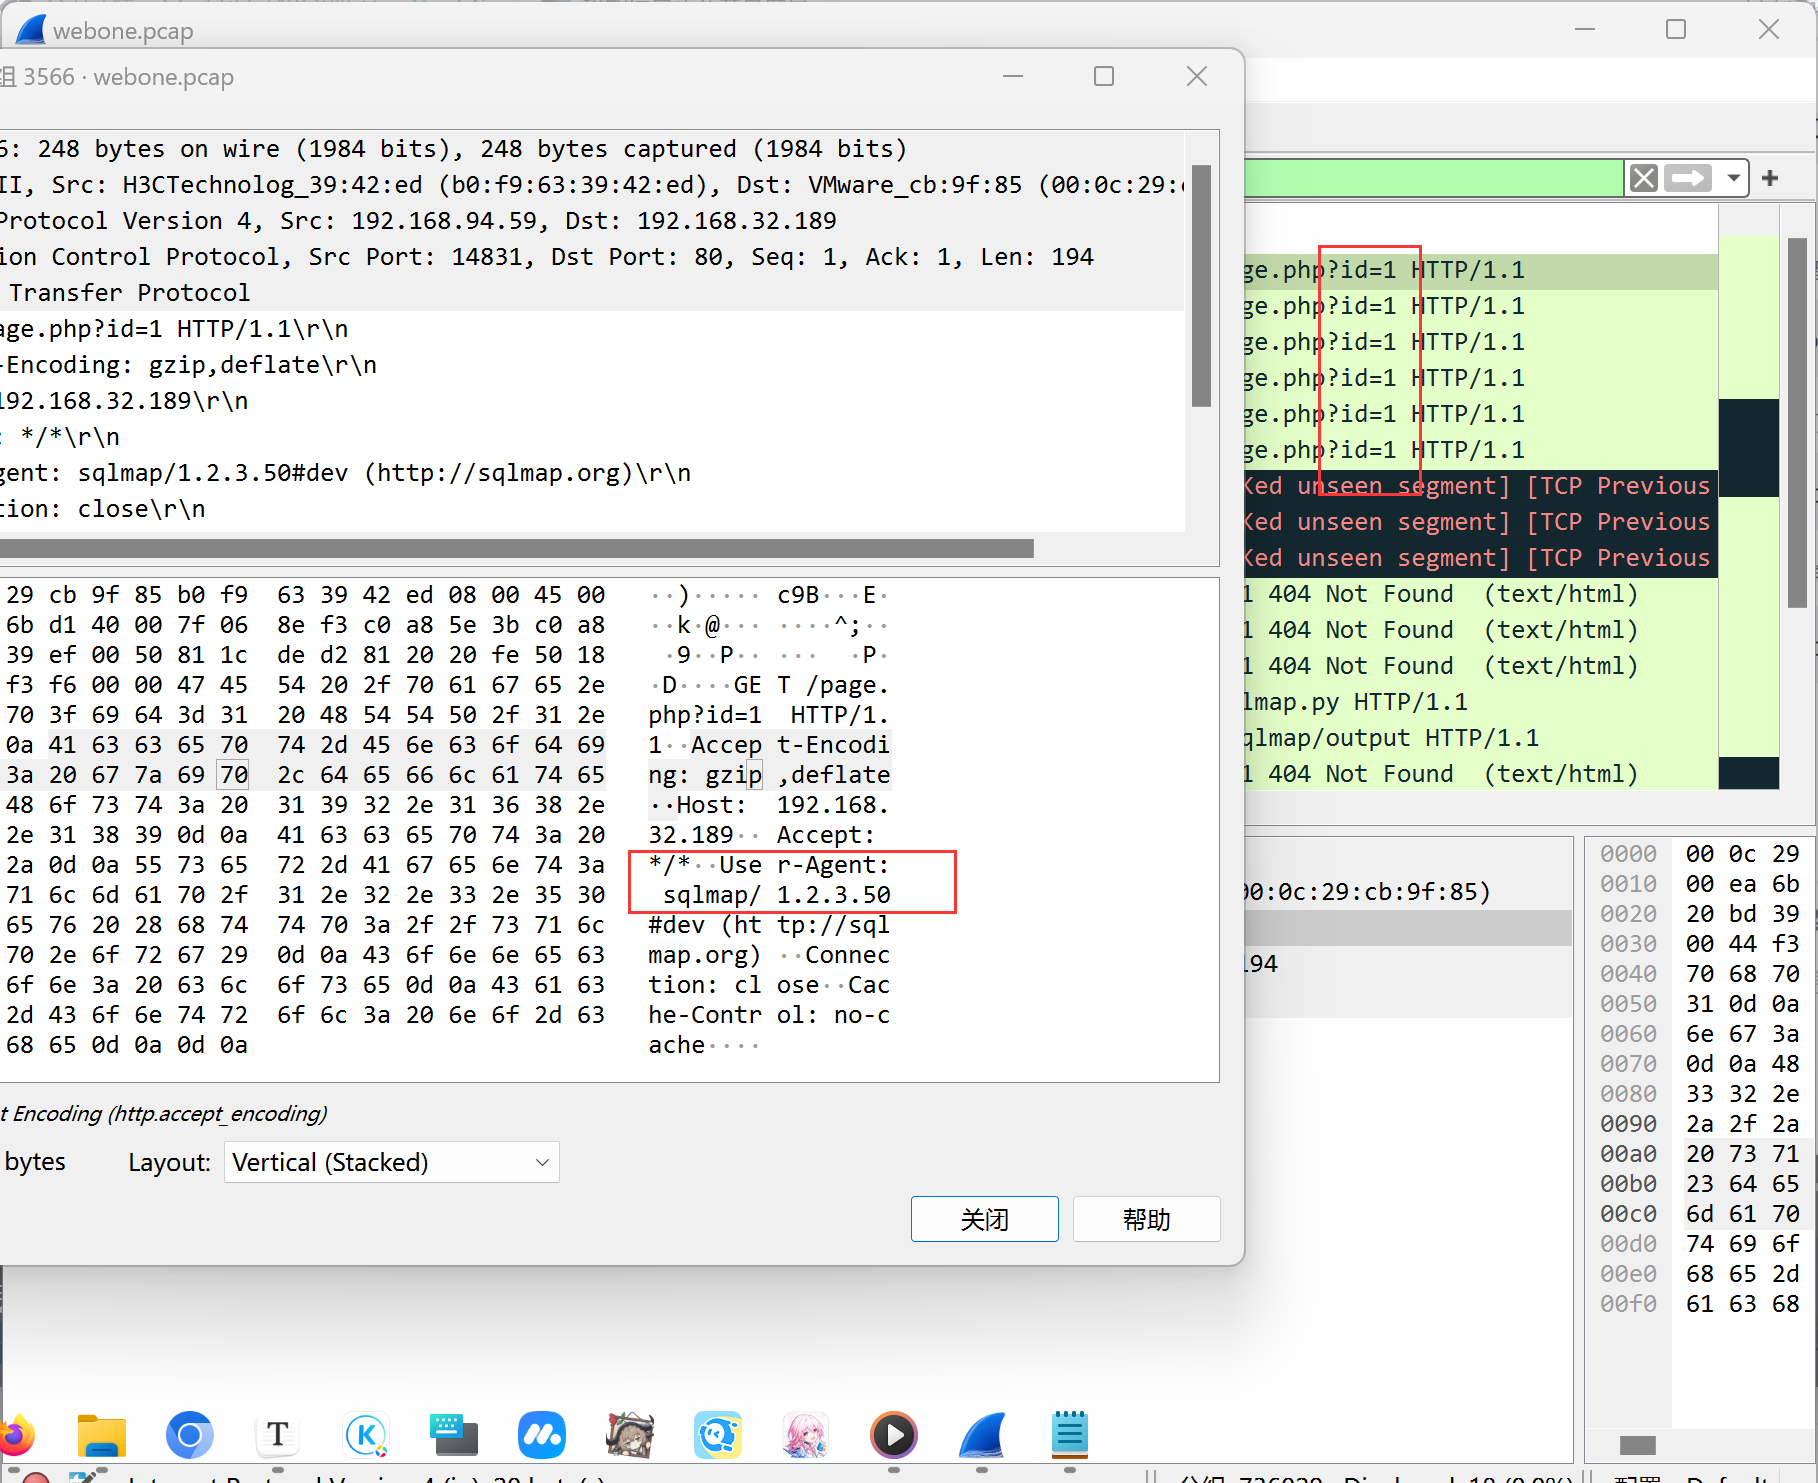 webone.pcap
组 3566 · webone.pcap
6: 248 bytes on wire (1984 bits), 248 bytes captured (1984 bits)
II, Src: H3CTechnolog_39:42:ed (b0:f9:63:39:42:ed), Dst: VMware_cb:9f:85 (00:0c:29:
Protocol Version 4, Src: 192.168.94.59, Dst: 192.168.32.189
ion Control Protocol, Src Port: 14831, Dst Port: 80, Seq: 1, Ack: 1, Len: 194
Transfer Protocol
age.php?id=1 HTTP/1.1\r\n
-Encoding: gzip,deflate\r\n
192.168.32.189\r\n
: */*\r\n
gent: sqlmap/1.2.3.50#dev (http://sqlmap.org)\r\n
tion: close\r\n
29 cb 9f 85 b0 f9 63 39 42 ed 08 00 45 00 ··)····· c9B···E·
6b d1 40 00 7f 06 8e f3 c0 a8 5e 3b c0 a8 ··k·@··· ····^;··
39 ef 00 50 81 1c de d2 81 20 20 fe 50 18 ·9··P·· ··· ·P·
f3 f6 00 00 47 45 54 20 2f 70 61 67 65 2e ·D····GE T /page.
70 3f 69 64 3d 31 20 48 54 54 50 2f 31 2e php?id=1 HTTP/1.
0a 41 63 63 65 70 74 2d 45 6e 63 6f 64 69 1··Accep t-Encodi
3a 20 67 7a 69 70 2c 64 65 66 6c 61 74 65 ng: gzip ,deflate
48 6f 73 74 3a 20 31 39 32 2e 31 36 38 2e ··Host: 192.168.
2e 31 38 39 0d 0a 41 63 63 65 70 74 3a 20 32.189·· Accept:
2a 0d 0a 55 73 65 72 2d 41 67 65 6e 74 3a */*··Use r-Agent:
71 6c 6d 61 70 2f 31 2e 32 2e 33 2e 35 30 sqlmap/ 1.2.3.50
65 76 20 28 68 74 74 70 3a 2f 2f 73 71 6c #dev (ht tp://sql
70 2e 6f 72 67 29 0d 0a 43 6f 6e 6e 65 63 map.org) ··Connec
6f 6e 3a 20 63 6c 6f 73 65 0d 0a 43 61 63 tion: cl ose··Cac
2d 43 6f 6e 74 72 6f 6c 3a 20 6e 6f 2d 63 he-Contr ol: no-c
68 65 0d 0a 0d 0a ache····
t Encoding (http.accept_encoding)
bytes Layout: Vertical (Stacked)
关闭 帮助
ge.php?id=1 HTTP/1.1
ge.php?id=1 HTTP/1.1
ge.php?id=1 HTTP/1.1
ge.php?id=1 HTTP/1.1
ge.php?id=1 HTTP/1.1
ge.php?id=1 HTTP/1.1
Ked unseen segment] [TCP Previous
Ked unseen segment] [TCP Previous
Ked unseen segment] [TCP Previous
1 404 Not Found (text/html)
1 404 Not Found (text/html)
1 404 Not Found (text/html)
lmap.py HTTP/1.1
qlmap/output HTTP/1.1
1 404 Not Found (text/html)
00:0c:29:cb:9f:85)
194
0000 00 0c 29
0010 00 ea 6b
0020 20 bd 39
0030 00 44 f3
0040 70 68 70
0050 31 0d 0a
0060 6e 67 3a
0070 0d 0a 48
0080 33 32 2e
0090 2a 2f 2a
00a0 20 73 71
00b0 23 64 65
00c0 6d 61 70
00d0 74 69 6f
00e0 68 65 2d
00f0 61 63 68
T K